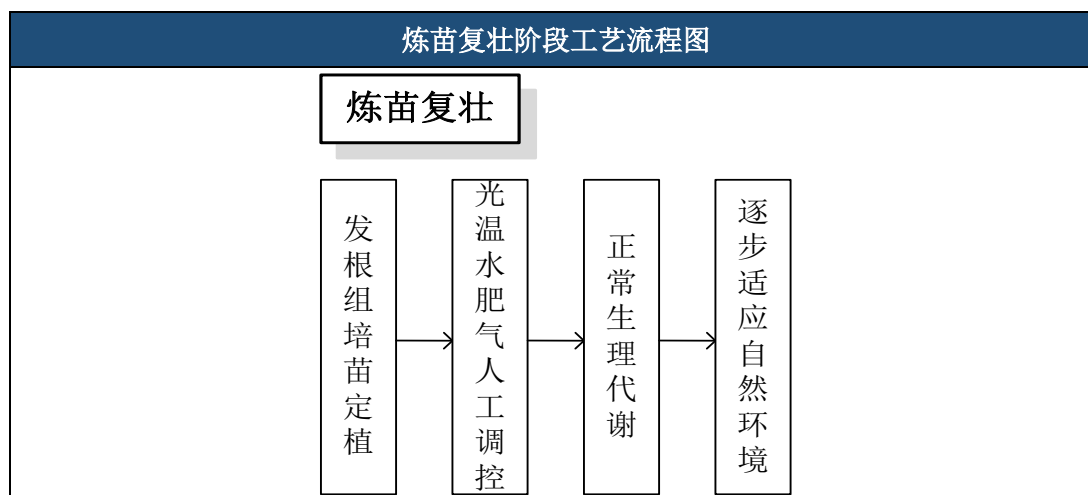 炼苗复壮阶段工艺流程图
炼苗复壮
发根组培苗定植
光温水肥气人工调控
正常生理代谢
逐步适应自然环境